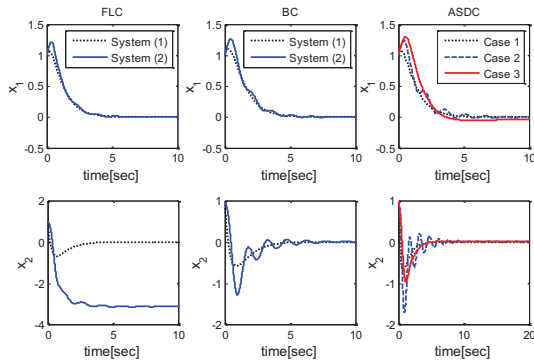 FLC
BC
ASDC
x1
1.5
1
0.5
0
-0.5
System (1)
System (2)
0
5
10
time[sec]
x1
1.5
1
0.5
0
-0.5
System (1)
System (2)
0
5
10
time[sec]
x1
1.5
1
0.5
0
-0.5
Case 1
Case 2
Case 3
0
5
10
time[sec]
x2
2
0
-2
-4
0
5
10
time[sec]
x2
1
0
-1
-2
0
5
10
time[sec]
x2
1
0
-1
-2
0
10
20
time[sec]